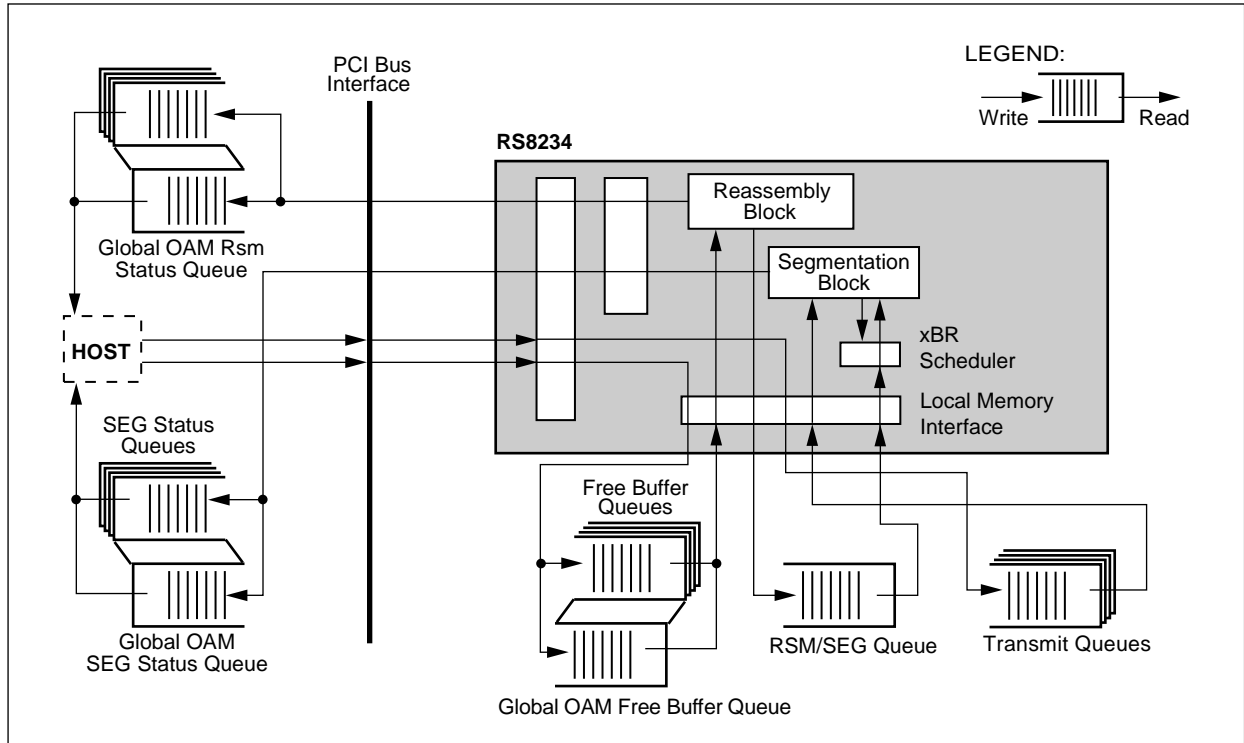 PCI Bus
Interface
LEGEND:
Write
Read
RS8234
Reassembly
Block
Global OAM Rsm
Status Queue
Segmentation
Block
HOST
xBR
Scheduler
SEG Status
Queues
Local Memory
Interface
Free Buffer
Queues
Global OAM
SEG Status Queue
RSM/SEG Queue
Transmit Queues
Global OAM Free Buffer Queue